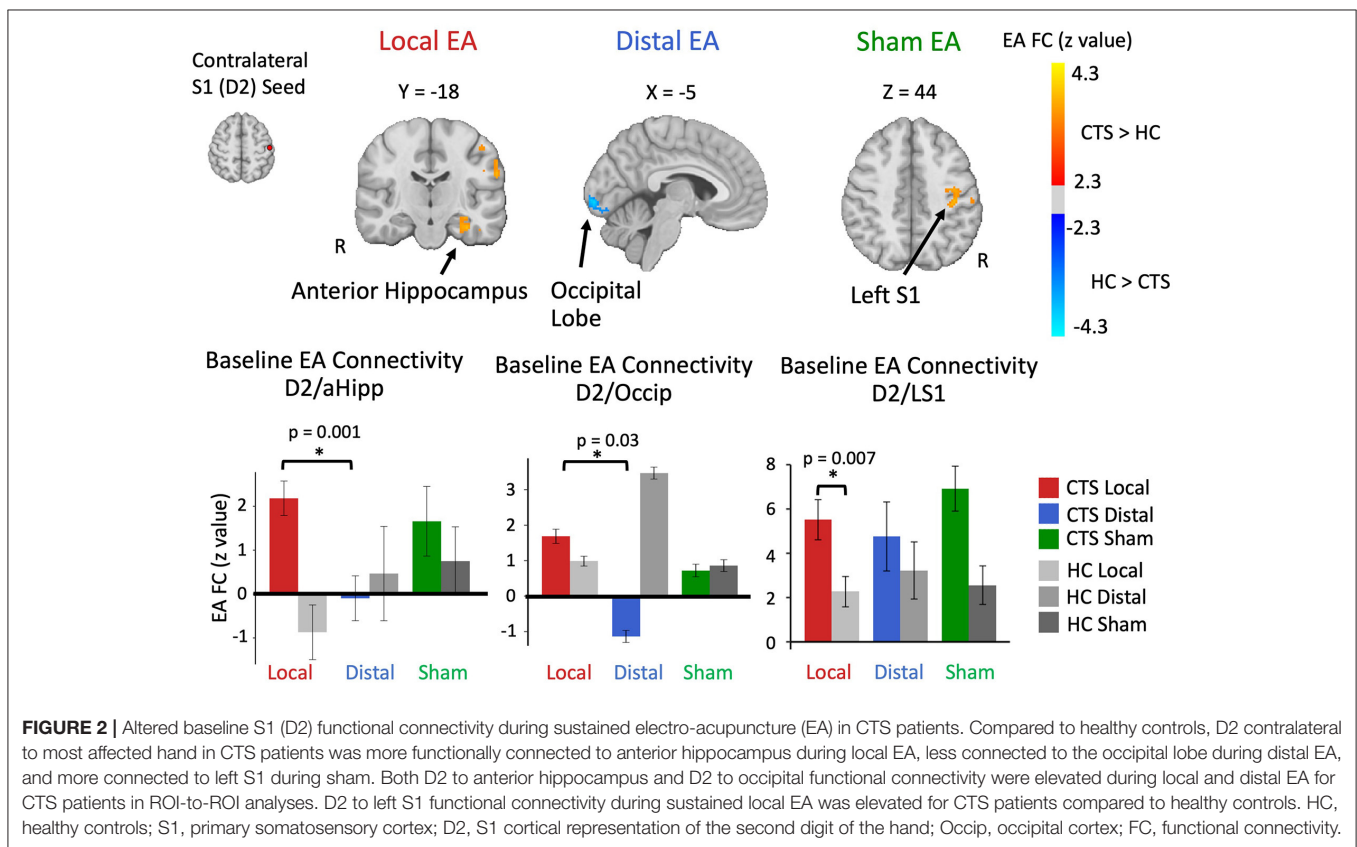 Local EA
Distal EA
Sham EA
EA FC (z value)
Contralateral
S1 (D2) Seed
Y = -18
X = -5
Z = 44
4.3
CTS > HC
2.3
-2.3
HC > CTS
-4.3
R
R
Anterior Hippocampus
Occipital
Lobe
Left S1
Baseline EA Connectivity
D2/aHipp
p = 0.001
*
EA FC (z value)
2
1
0
-1
Local
Distal
Sham
Baseline EA Connectivity
D2/Occip
p = 0.03
*
3
2
1
0
-1
Local
Distal
Sham
Baseline EA Connectivity
D2/LS1
p = 0.007
*
8
6
4
2
0
Local
Distal
Sham
CTS Local
CTS Distal
CTS Sham
HC Local
HC Distal
HC Sham
FIGURE 2 | Altered baseline S1 (D2) functional connectivity during sustained electro-acupuncture (EA) in CTS patients. Compared to healthy controls, D2 contralateral
to most affected hand in CTS patients was more functionally connected to anterior hippocampus during local EA, less connected to the occipital lobe during distal EA,
and more connected to left S1 during sham. Both D2 to anterior hippocampus and D2 to occipital functional connectivity were elevated during local and distal EA for
CTS patients in ROI-to-ROI analyses. D2 to left S1 functional connectivity during sustained local EA was elevated for CTS patients compared to healthy controls. HC,
healthy controls; S1, primary somatosensory cortex; D2, S1 cortical representation of the second digit of the hand; Occip, occipital cortex; FC, functional connectivity.